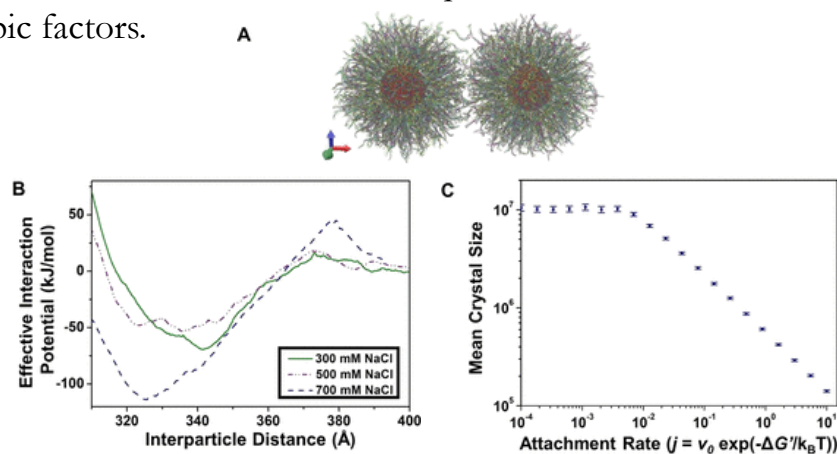 pic factors.
A
B
Effective Interaction
Potential (kJ/mol)
50
0
-50
-100
300 mM NaCl
500 mM NaCl
700 mM NaCl
320
340
360
380
400
Interparticle Distance (Å)
C
Mean Crystal Size
10⁷
10⁶
10⁵
10⁻⁴
10⁻³
10⁻²
10⁻¹
10⁰
10¹
Attachment Rate (j = v₀ exp(-ΔG'/k_BT))